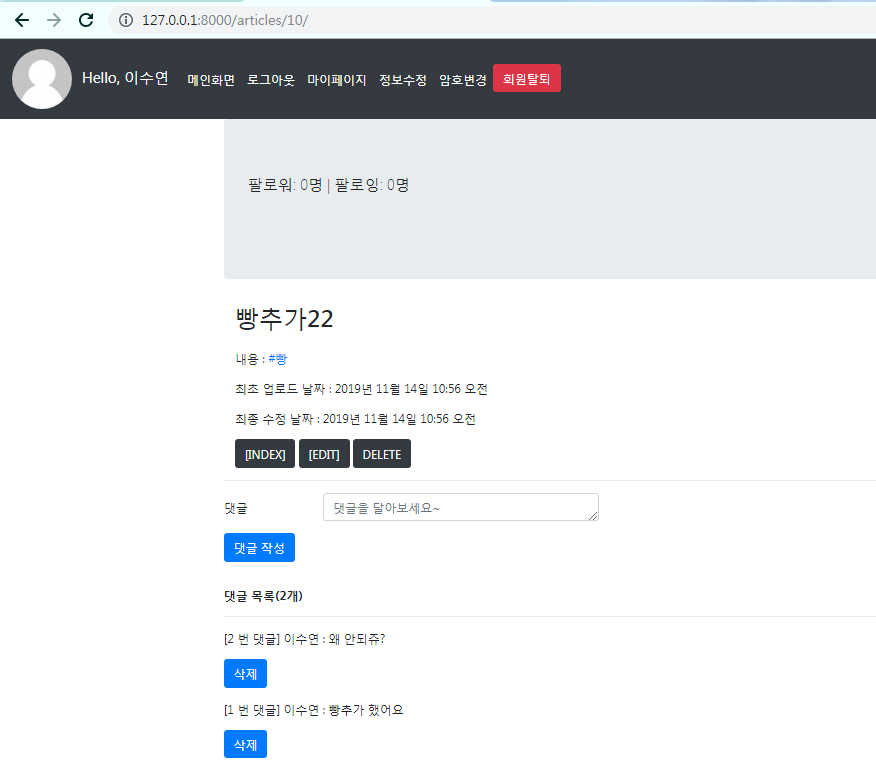 127.0.0.1:8000/articles/10/
Hello, 이수연 메인화면 로그아웃 마이페이지 정보수정 암호변경 회원탈퇴
팔로워: 0명 | 팔로잉: 0명
빵추가22
내용 : #빵
최초 업로드 날짜 : 2019년 11월 14일 10:56 오전
최종 수정 날짜 : 2019년 11월 14일 10:56 오전
[INDEX] [EDIT] DELETE
댓글 댓글을 달아보세요~
댓글 작성
댓글 목록(2개)
[2 번 댓글] 이수연 : 왜 안되쥬?
삭제
[1 번 댓글] 이수연 : 빵추가 했어요
삭제